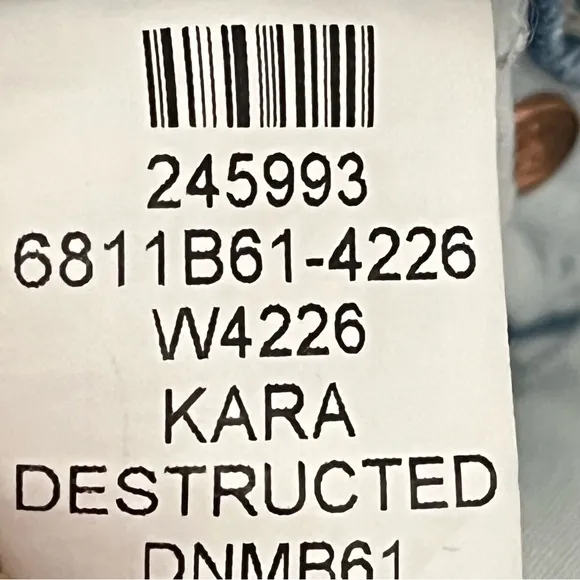 245993
6811B61-4226
W4226
KARA
DESTRUCTED
DNMB61